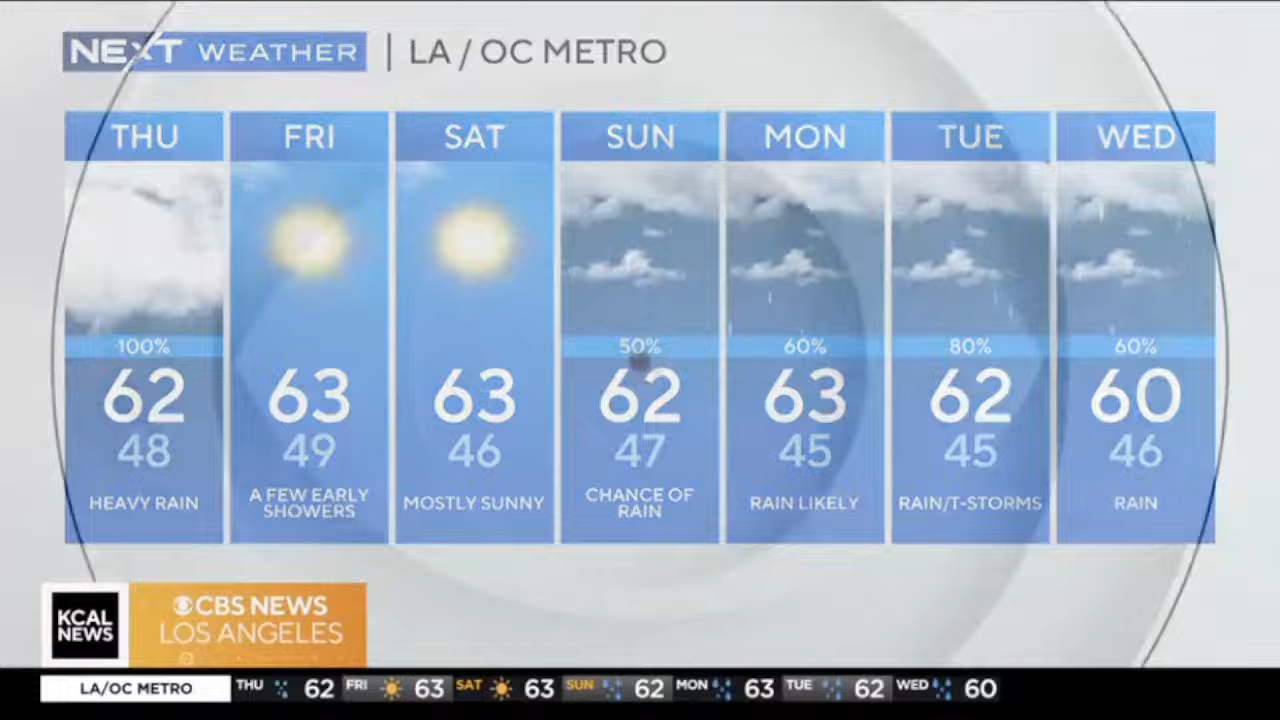 NEXT WEATHER | LA / OC METRO
THU FRI SAT SUN MON TUE WED
100% 50% 60% 80% 60%
62 63 63 62 63 62 60
48 49 46 47 45 45 46
HEAVY RAIN
A FEW EARLY
SHOWERS
MOSTLY SUNNY
CHANCE OF
RAIN
RAIN LIKELY
RAIN/T-STORMS
RAIN
KCAL
NEWS
CBS NEWS
LOS ANGELES
LA/OC METRO THU 62 FRI 63 SAT 63 SUN 62 MON 63 TUE 62 WED 60